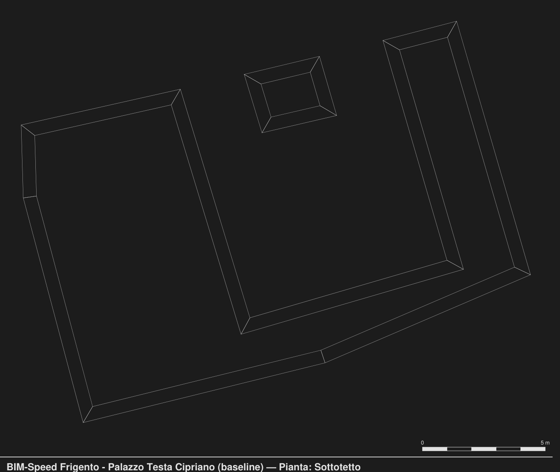 0 5 m
BIM-Speed Frigento - Palazzo Testa Cipriano (baseline) — Pianta: Sottotetto